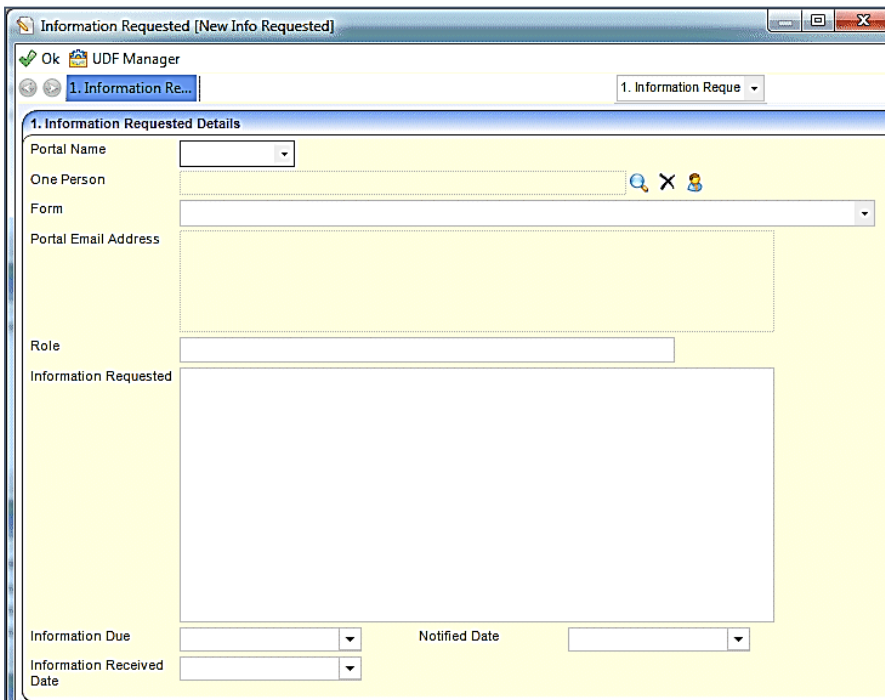 Information Requested [New Info Requested]
Ok UDF Manager
1. Information Re... 1. Information Reque
1. Information Requested Details
Portal Name
One Person
Form
Portal Email Address
Role
Information Requested
Information Due Notified Date
Information Received
Date